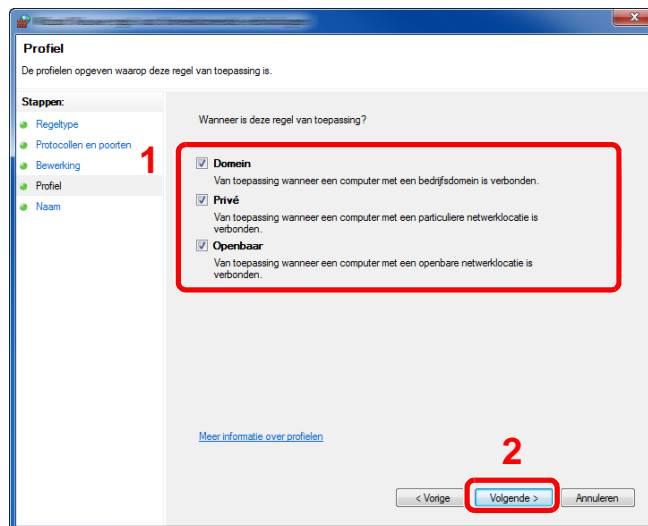 Profiel
De profielen opgeven waarop deze regel van toepassing is.
Stappen:
Regeltype
Protocollen en poorten
Bewerking
Profiel
Naam
1
Wanneer is deze regel van toepassing?
Domein
Van toepassing wanneer een computer met een bedrijfsdomein is verbonden.
Privé
Van toepassing wanneer een computer met een particuliere netwerklocatie is
verbonden.
Openbaar
Van toepassing wanneer een computer met een openbare netwerklocatie is
verbonden.
Meer informatie over profielen
2
< Vorige Volgende > Annuleren